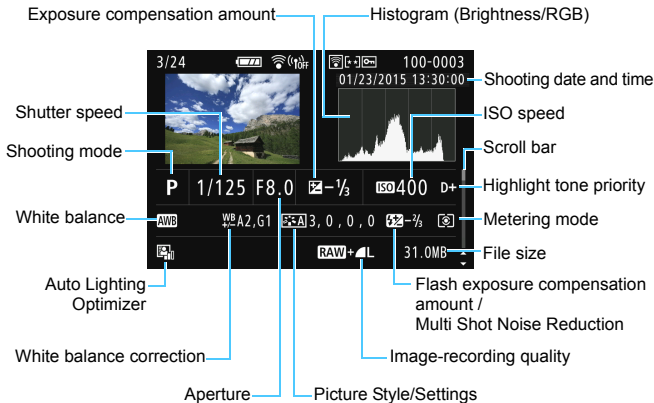 Exposure compensation amount
Histogram (Brightness/RGB)
3/24
OFF
100-0003
01/23/2015 13:30:00
Shooting date and time
Shutter speed
ISO speed
Shooting mode
Scroll bar
P 1/125 F8.0 -⅓ ISO 400 D+
Highlight tone priority
White balance
AWB WB +/- A2,G1 A 3, 0, 0, 0 -⅔
Metering mode
RAW+ L 31.0MB
File size
Auto Lighting
Optimizer
Flash exposure compensation
amount /
Multi Shot Noise Reduction
White balance correction
Image-recording quality
Aperture
Picture Style/Settings